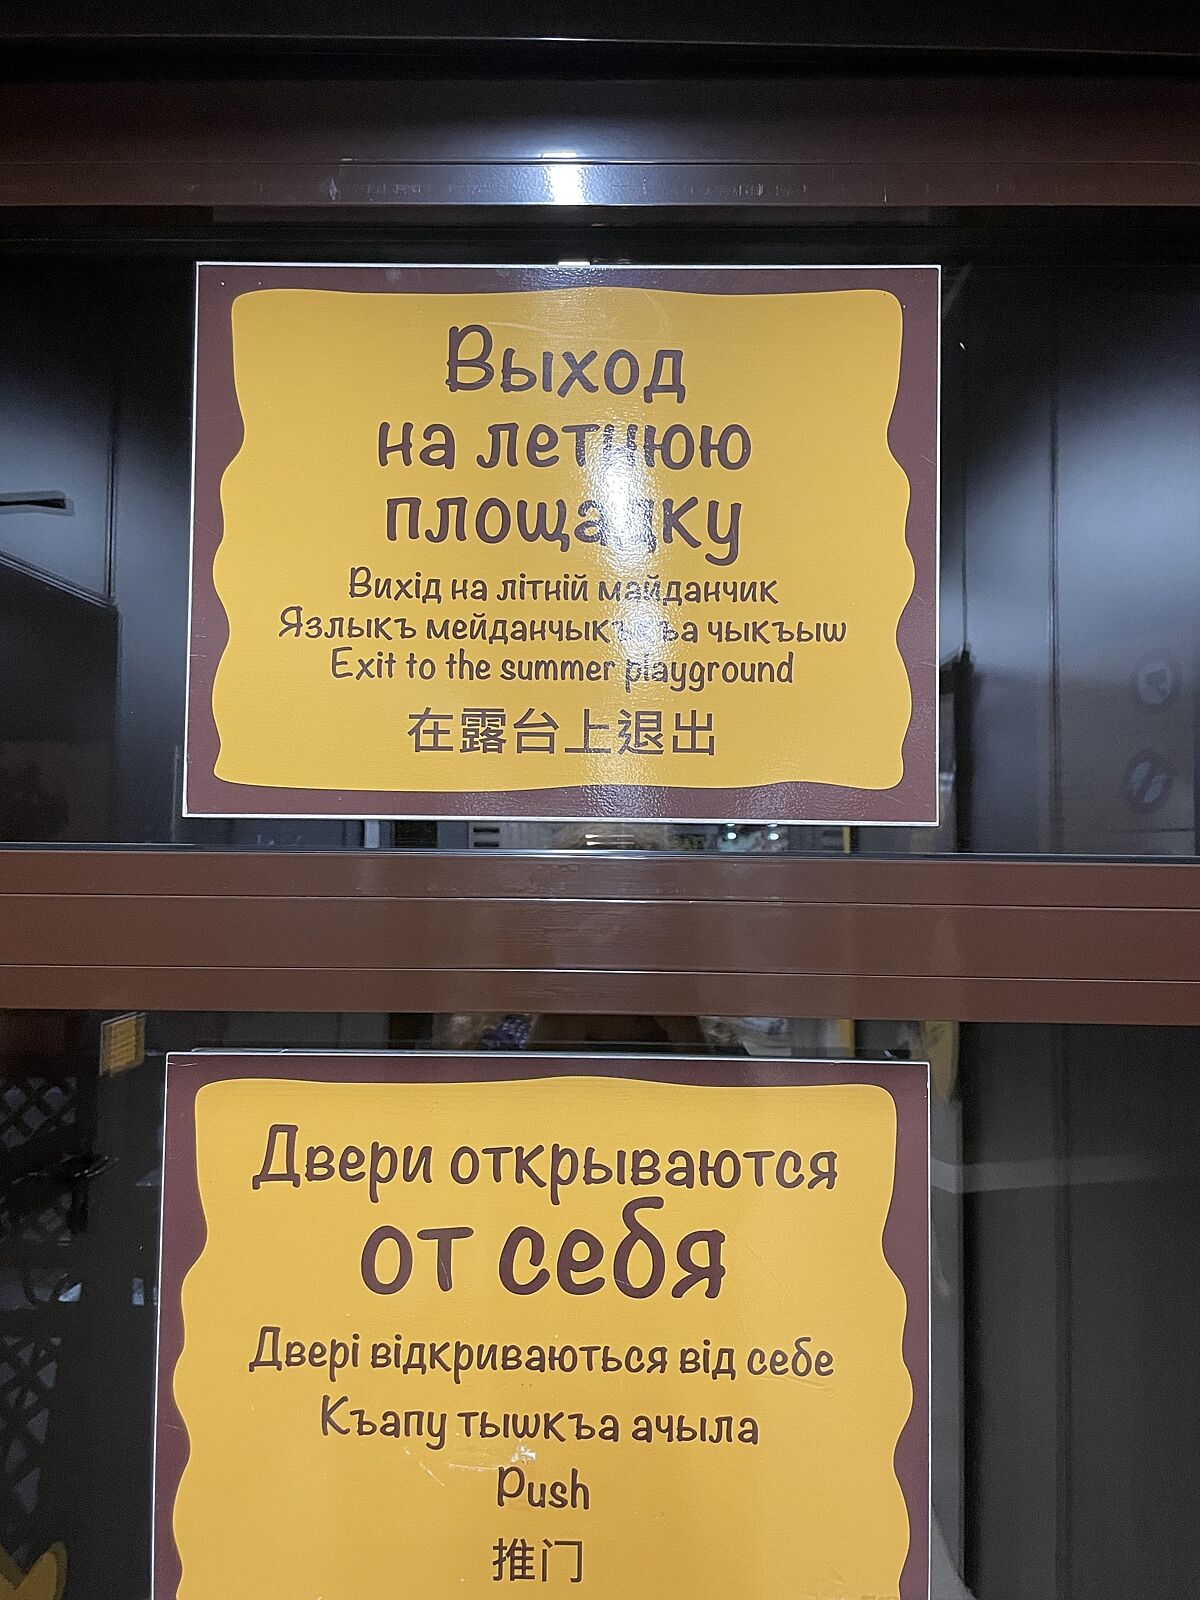 Выход
на летнюю
площадку
Вихід на літній майданчик
Язлыкъ чыкъыш
Exit to the summer playground
在露台上退出
Двери открываются
от себя
Двері відкриваються від себе
Къапу тышкъа ачыла
Push
推门